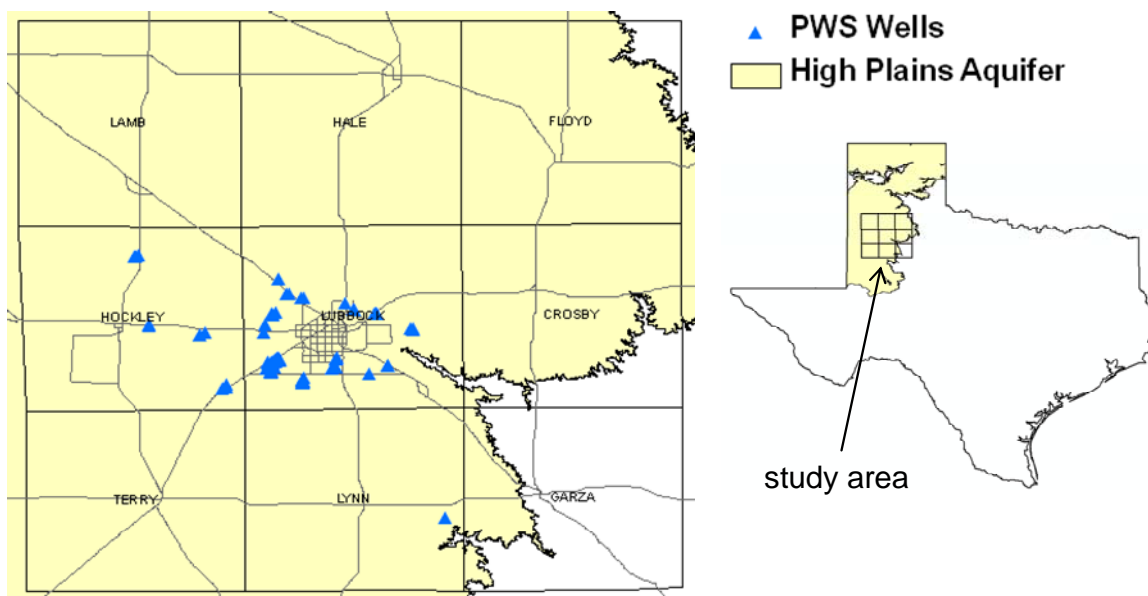 PWS Wells
High Plains Aquifer
LAMB
HALE
FLOYD
HOCKLEY
LUBBOCK
CROSBY
TERRY
LYNN
GARZA
study area